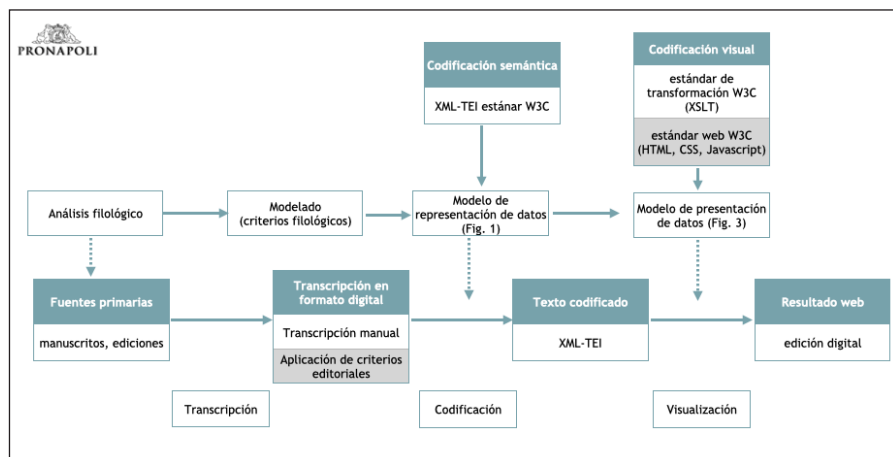 PRONAPOLI
Codificación semántica
XML-TEI estánar W3C
Codificación visual
estándar de
transformación W3C
(XSLT)
estándar web W3C
(HTML, CSS, Javascript)
Análisis filológico
Modelado
(criterios filológicos)
Modelo de
representación de datos
(Fig. 1)
Modelo de presentación
de datos (Fig. 3)
Fuentes primarias
manuscritos, ediciones
Transcripción en
formato digital
Transcripción manual
Aplicación de criterios
editoriales
Texto codificado
XML-TEI
Resultado web
edición digital
Transcripción
Codificación
Visualización